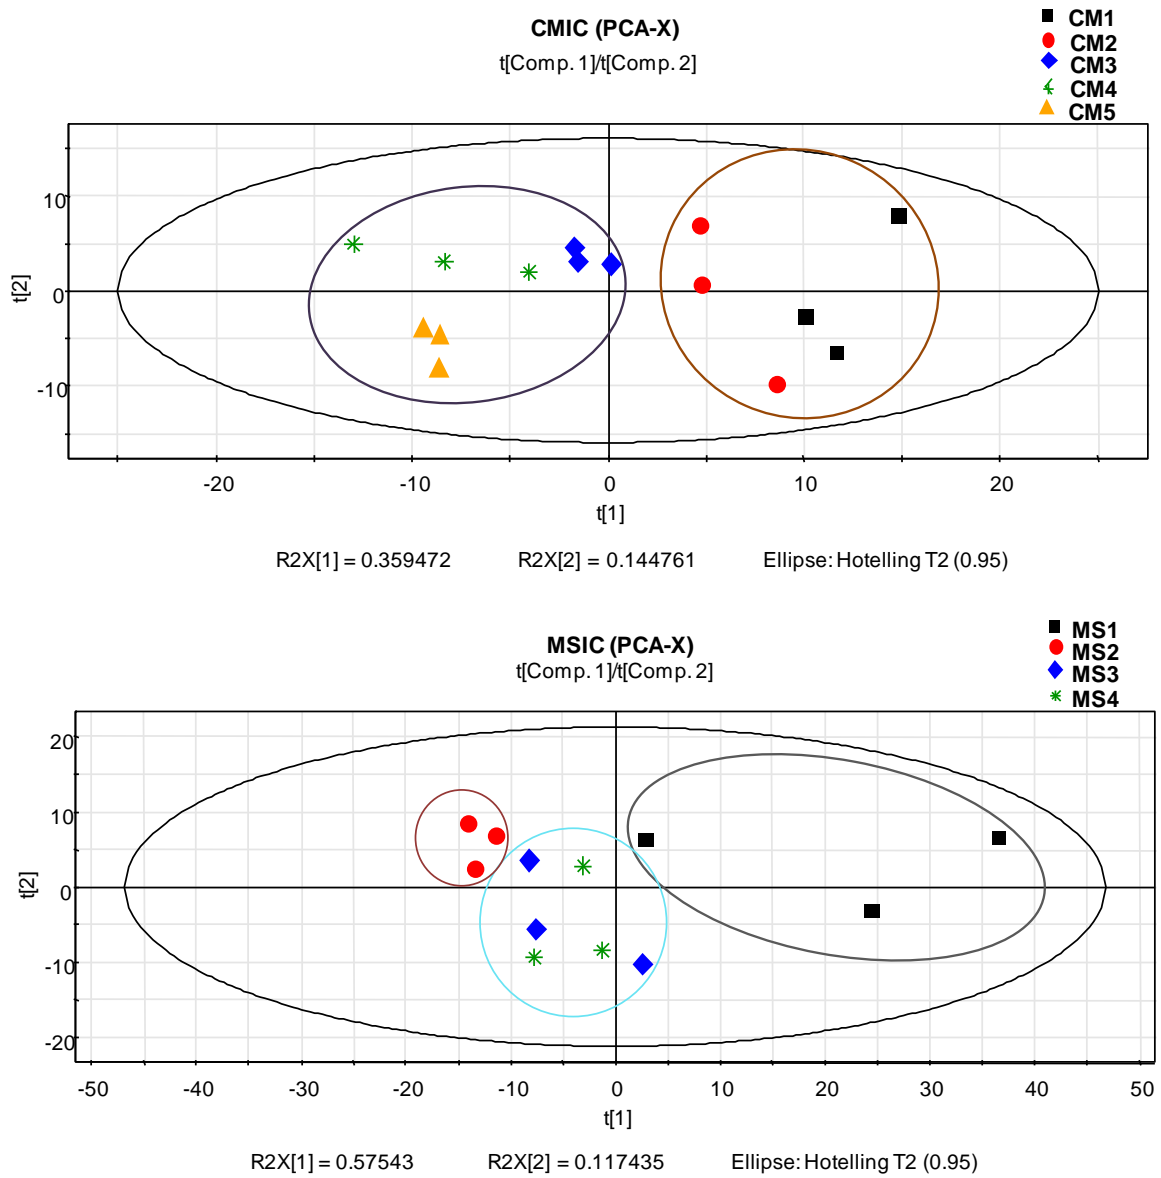 CMIC (PCA-X)
t[Comp. 1]/t[Comp. 2]
CM1
CM2
CM3
CM4
CM5
10
0
-10
t[2]
-20
-10
0
10
20
t[1]
R2X[1] = 0.359472
R2X[2] = 0.144761
Ellipse: Hotelling T2 (0.95)
MSIC (PCA-X)
t[Comp. 1]/t[Comp. 2]
MS1
MS2
MS3
MS4
20
10
0
-10
-20
t[2]
-50
-40
-30
-20
-10
0
10
20
30
40
50
t[1]
R2X[1] = 0.57543
R2X[2] = 0.117435
Ellipse: Hotelling T2 (0.95)